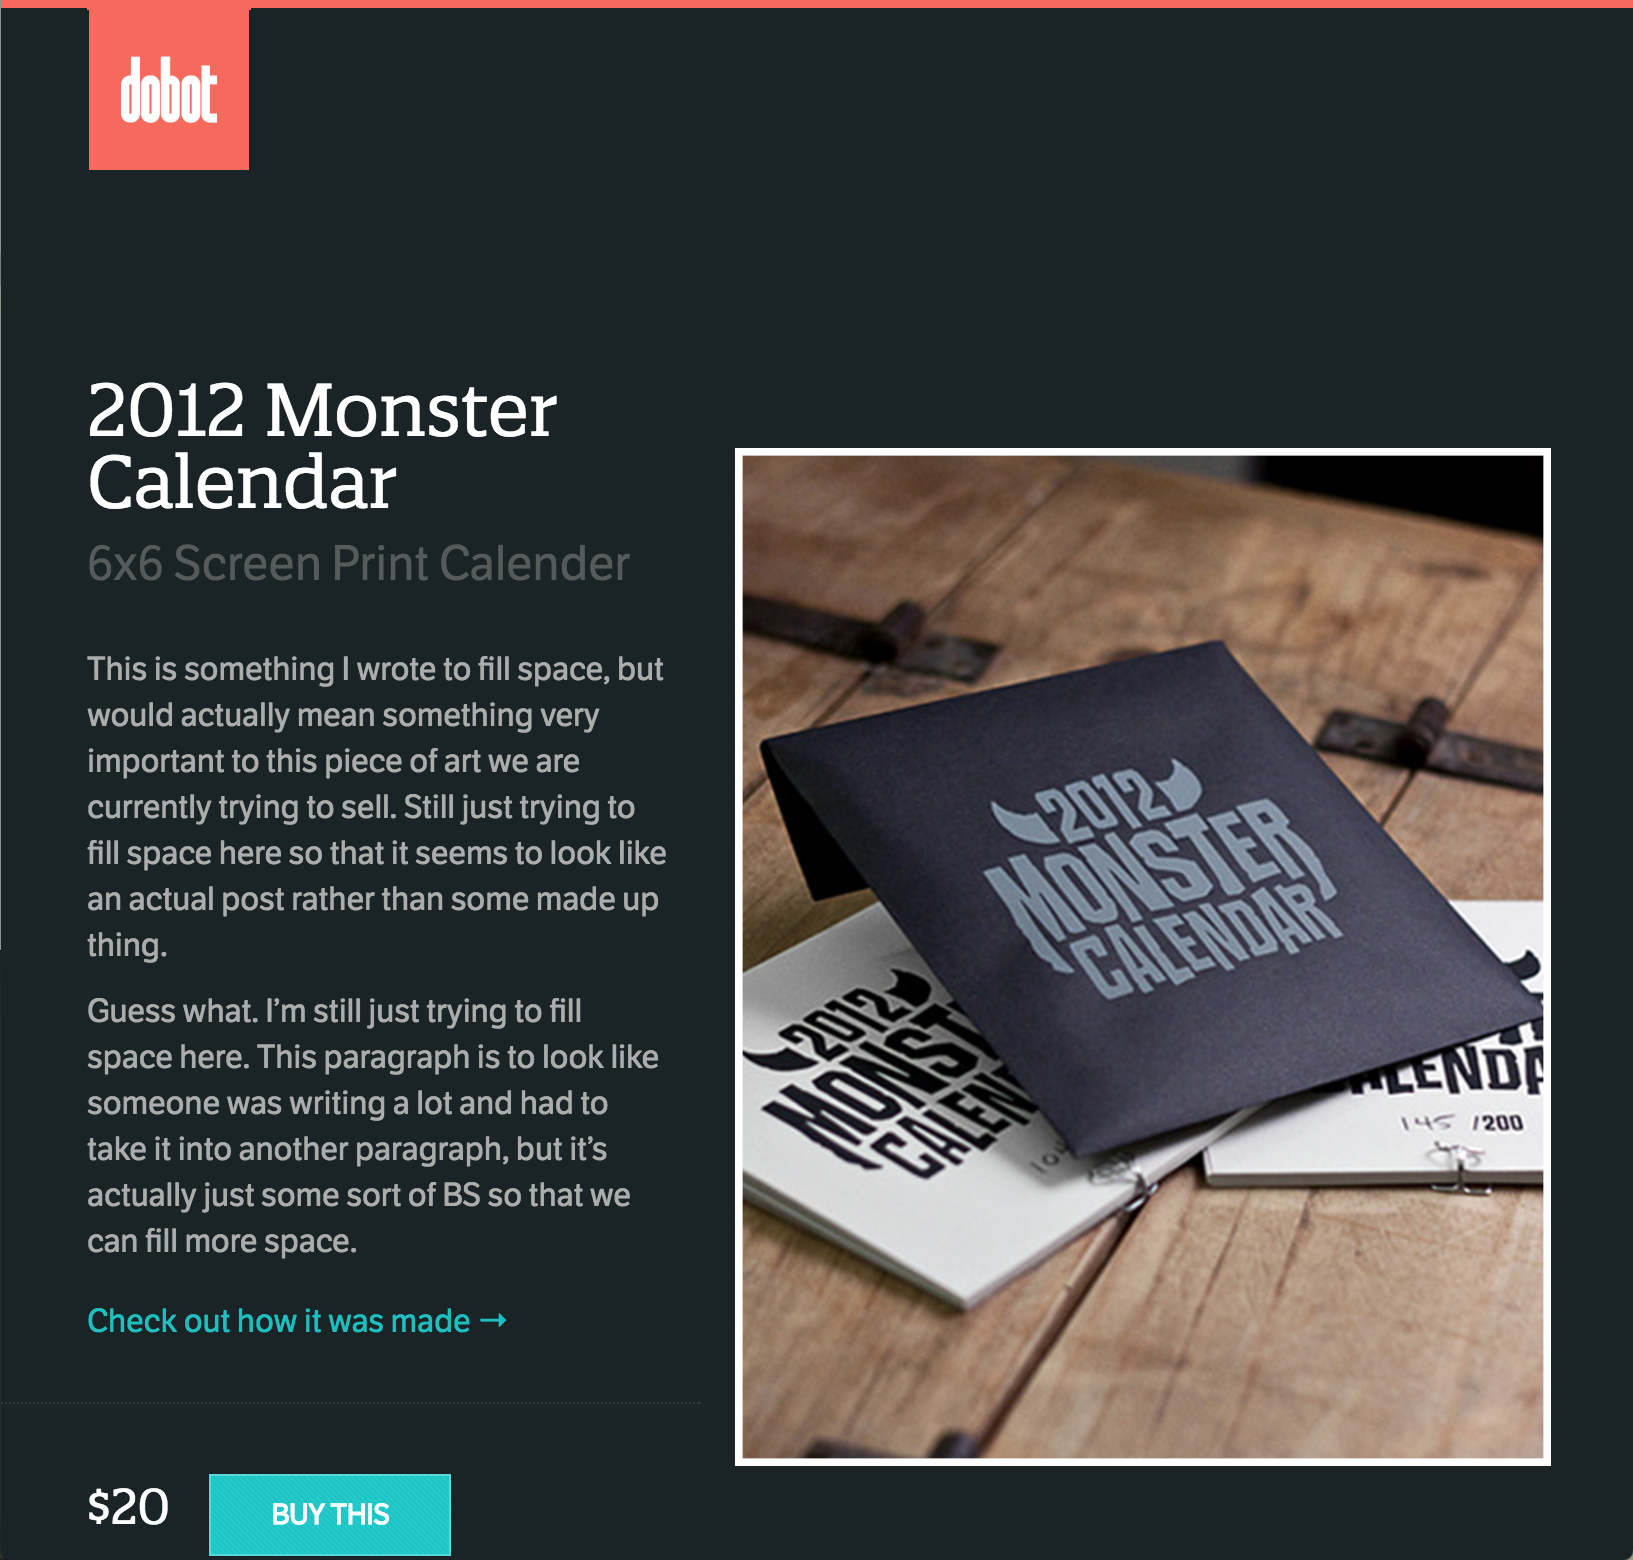 dobot
2012 Monster
Calendar
6x6 Screen Print Calender
This is something I wrote to fill space, but
would actually mean something very
important to this piece of art we are
currently trying to sell. Still just trying to
fill space here so that it seems to look like
an actual post rather than some made up
thing.
Guess what. I’m still just trying to fill
space here. This paragraph is to look like
someone was writing a lot and had to
take it into another paragraph, but it’s
actually just some sort of BS so that we
can fill more space.
Check out how it was made →
$20
BUY THIS
2012
MONSTER
CALENDAR
2012
MONST
CALEN
ALENDA
145 /200